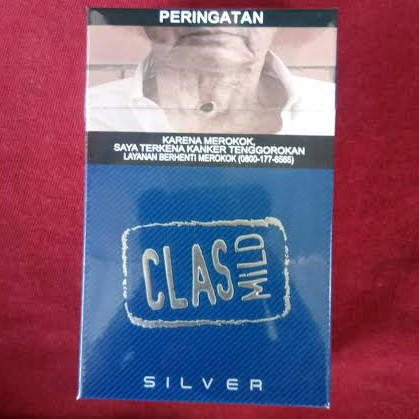 PERINGATAN
KARENA MEROKOK,
SAYA TERKENA KANKER TENGGOROKAN
LAYANAN BERHENTI MEROKOK (0800-177-6565)
CLAS
MILD
SILVER